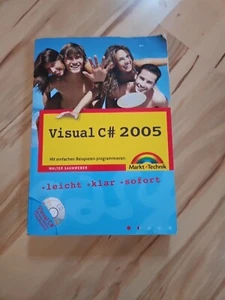 Visual C# 2005
Mit einfachen Beispielen programmieren
WALTER SAUMWEBER
Markt+Technik
leicht klar sofort